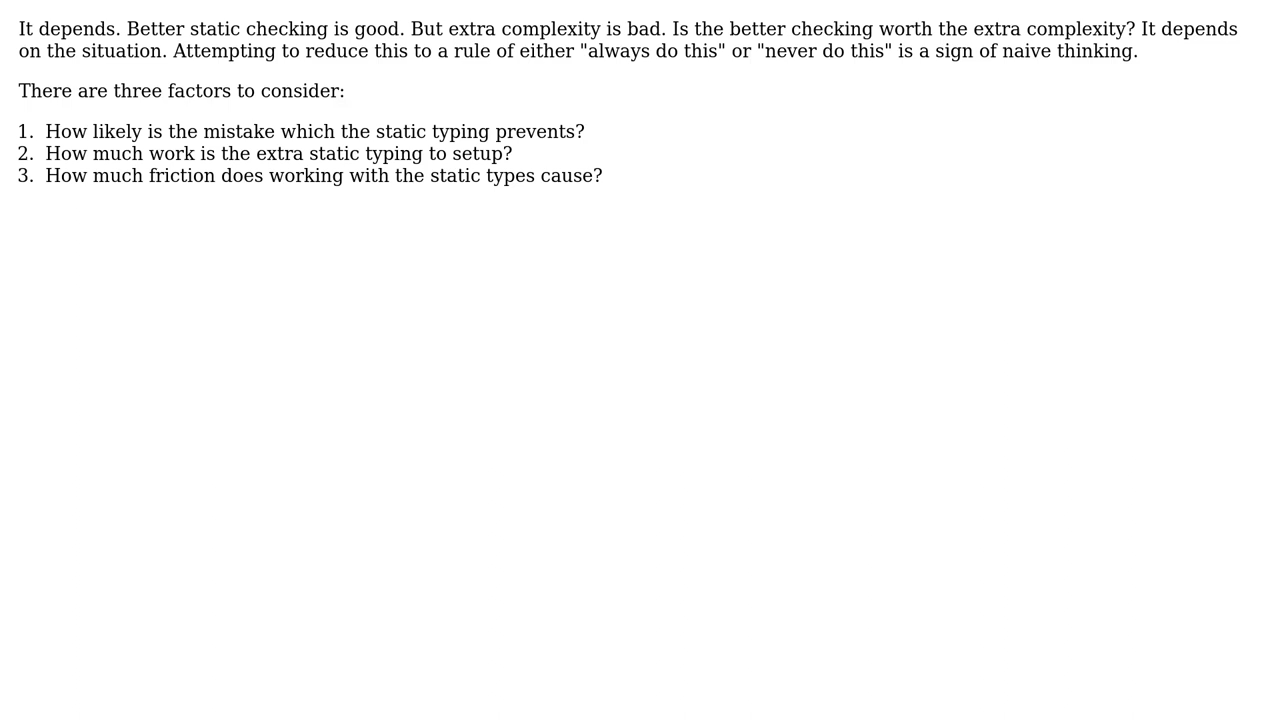 It depends. Better static checking is good. But extra complexity is bad. Is the better checking worth the extra complexity? It depends
on the situation. Attempting to reduce this to a rule of either "always do this" or "never do this" is a sign of naive thinking.
There are three factors to consider:
1. How likely is the mistake which the static typing prevents?
2. How much work is the extra static typing to setup?
3. How much friction does working with the static types cause?